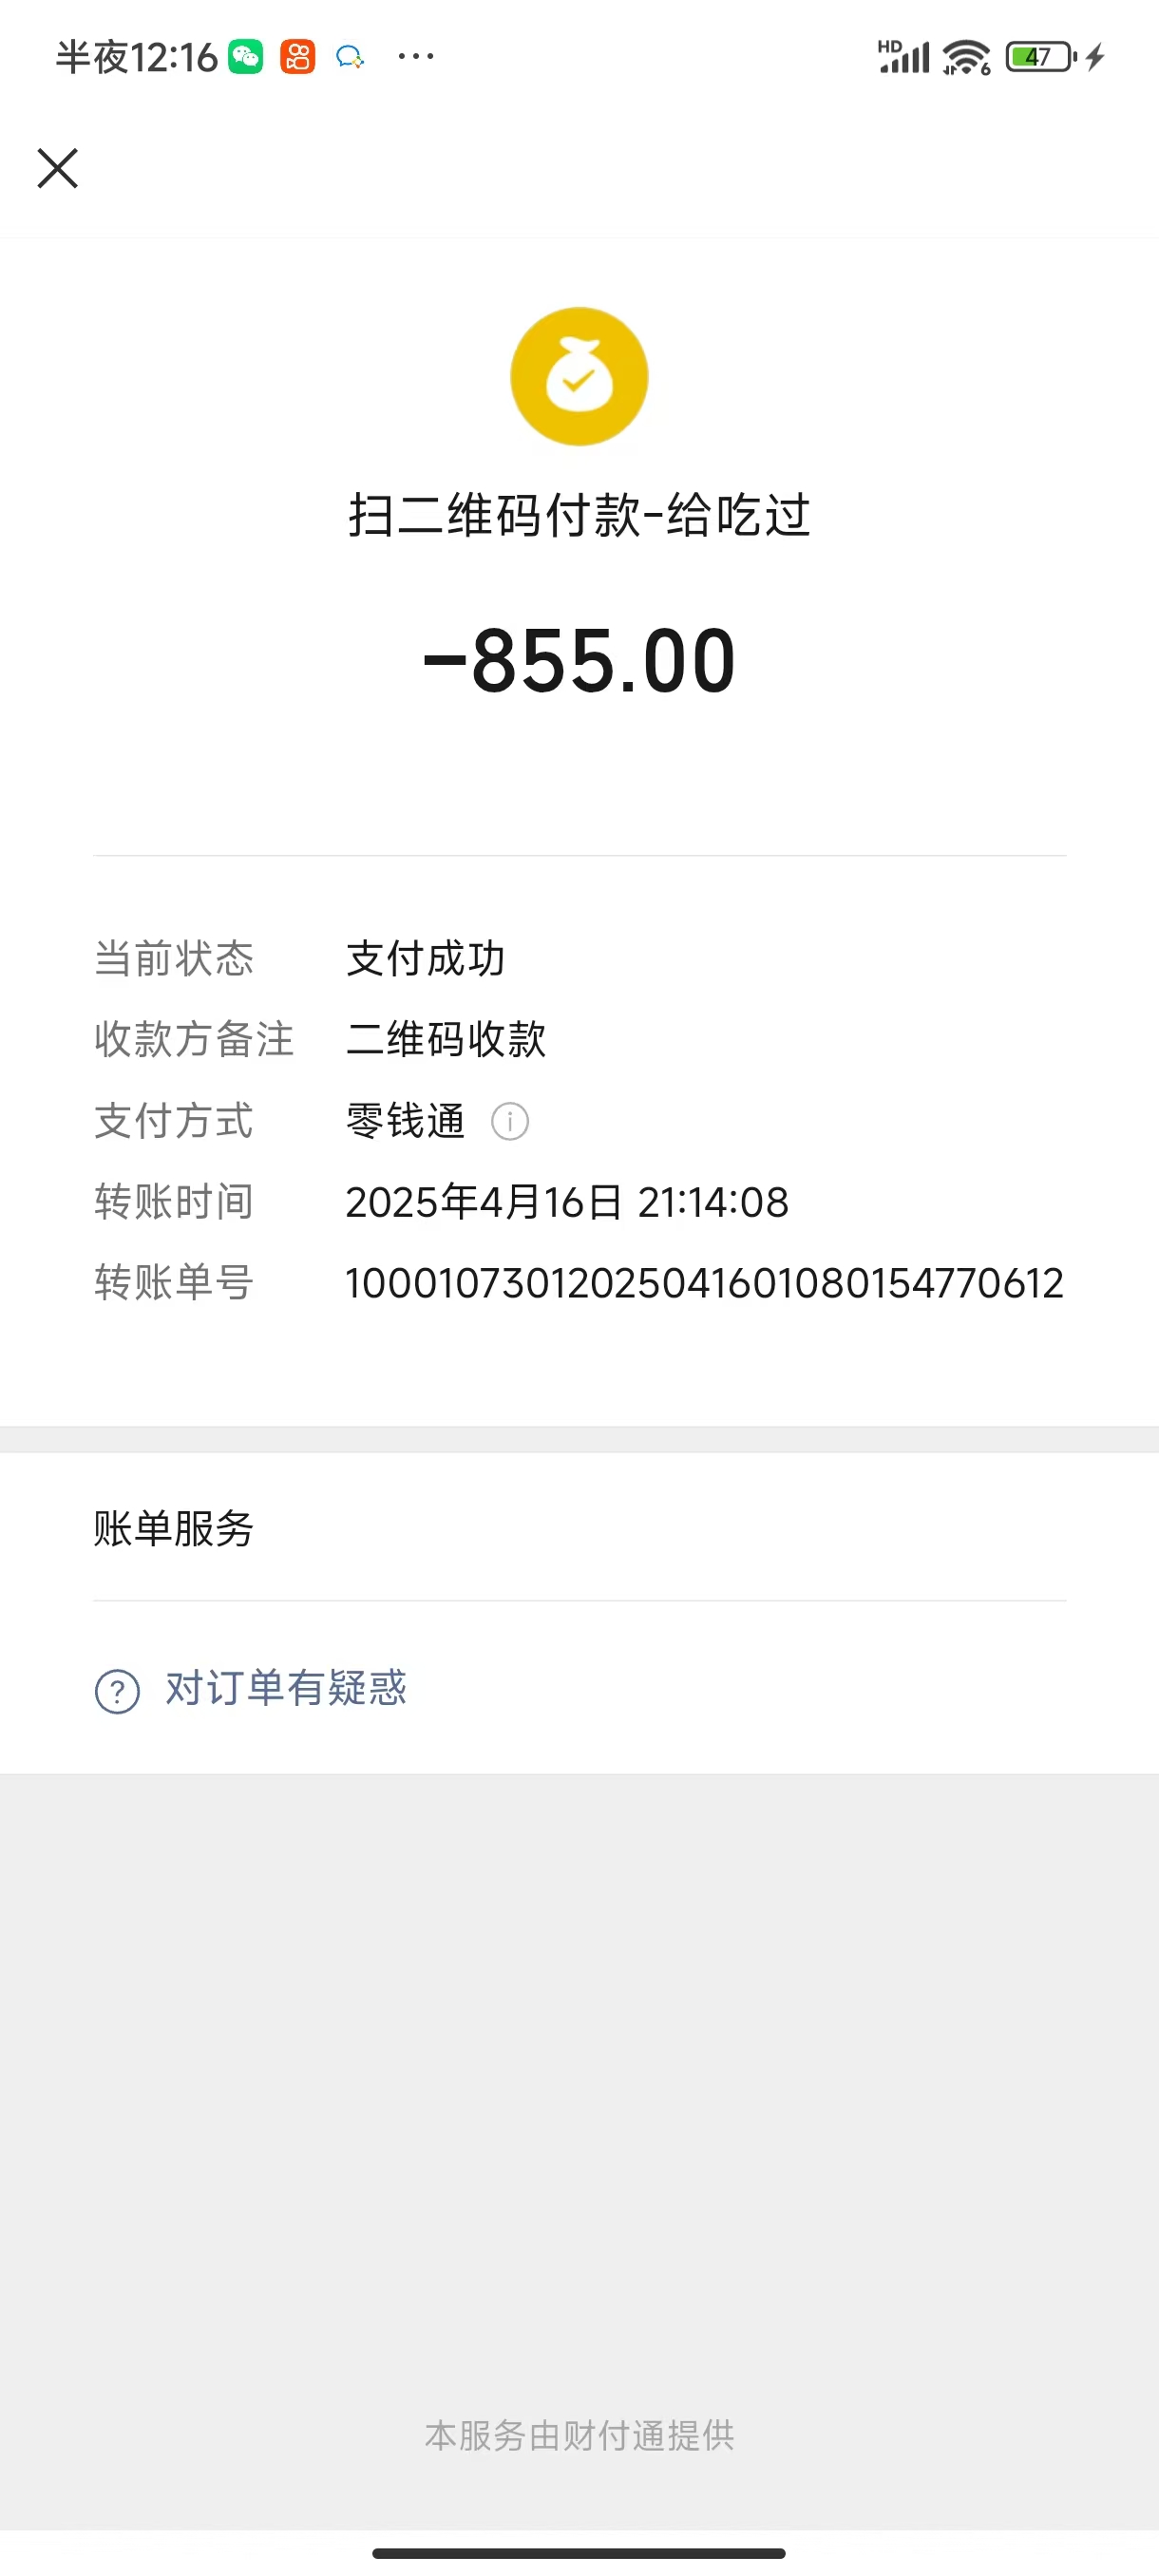 半夜12:16 HD 6 47
扫二维码付款-给吃过
-855.00
当前状态 支付成功
收款方备注 二维码收款
支付方式 零钱通
转账时间 2025年4月16日 21:14:08
转账单号 10001073012025041601080154770612
账单服务
对订单有疑惑
本服务由财付通提供